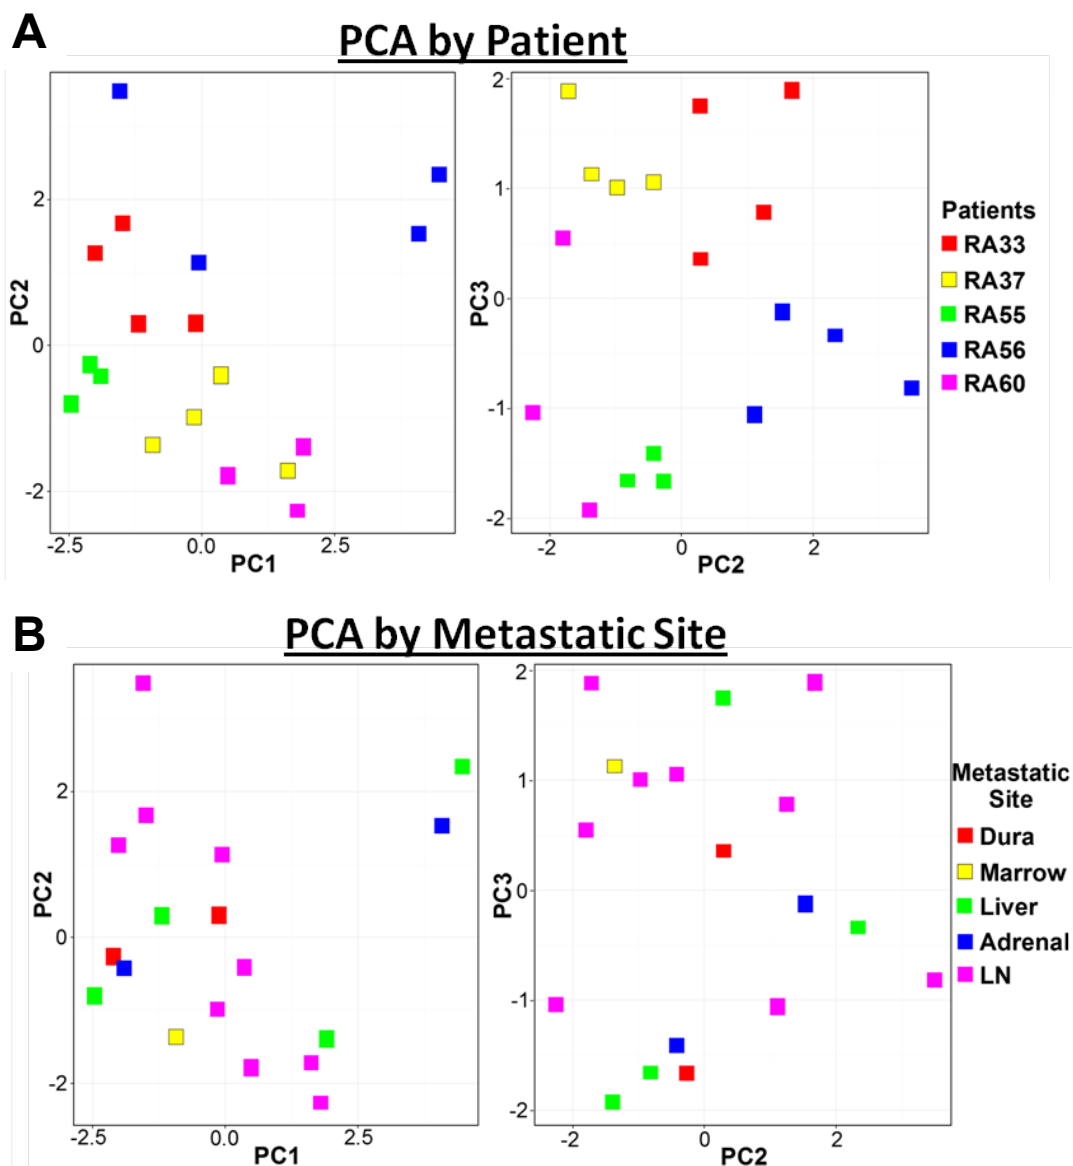 A
PCA by Patient
2
0
-2
PC2
-2.5
0.0
2.5
PC1
2
1
0
-1
-2
PC3
-2
0
2
PC2
Patients
RA33
RA37
RA55
RA56
RA60
B
PCA by Metastatic Site
2
0
-2
PC2
-2.5
0.0
2.5
PC1
2
1
0
-1
-2
PC3
-2
0
2
PC2
Metastatic
Site
Dura
Marrow
Liver
Adrenal
LN